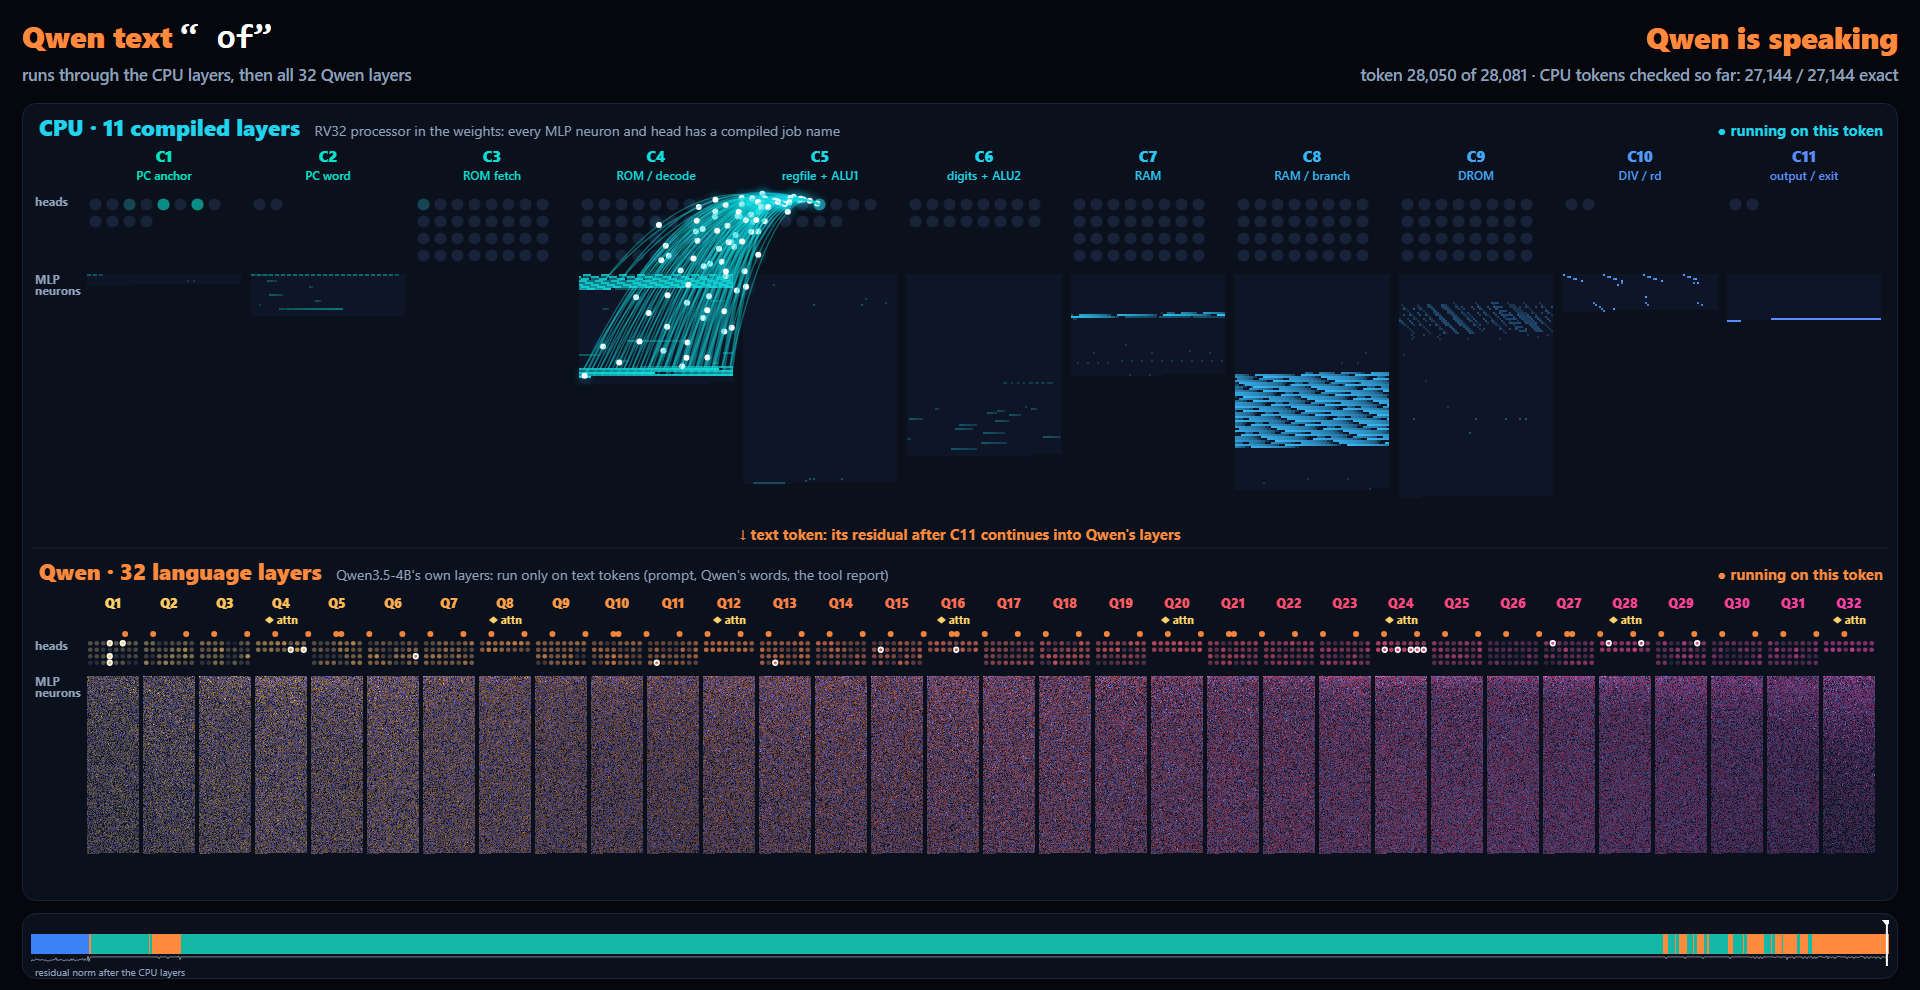 Qwen text “ of”
Qwen is speaking
runs through the CPU layers, then all 32 Qwen layers
token 28,050 of 28,081 · CPU tokens checked so far: 27,144 / 27,144 exact
CPU · 11 compiled layers RV32 processor in the weights: every MLP neuron and head has a compiled job name
● running on this token
C1 C2 C3 C4 C5 C6 C7 C8 C9 C10 C11
PC anchor PC word ROM fetch ROM / decode regfile + ALU1 digits + ALU2 RAM RAM / branch DROM DIV / rd output / exit
heads
MLP
neurons
↓ text token: its residual after C11 continues into Qwen's layers
Qwen · 32 language layers Qwen3.5-4B's own layers: run only on text tokens (prompt, Qwen's words, the tool report)
● running on this token
Q1 Q2 Q3 Q4 Q5 Q6 Q7 Q8 Q9 Q10 Q11 Q12 Q13 Q14 Q15 Q16 Q17 Q18 Q19 Q20 Q21 Q22 Q23 Q24 Q25 Q26 Q27 Q28 Q29 Q30 Q31 Q32
◆ attn ◆ attn ◆ attn ◆ attn ◆ attn ◆ attn ◆ attn ◆ attn
heads
MLP
neurons
residual norm after the CPU layers